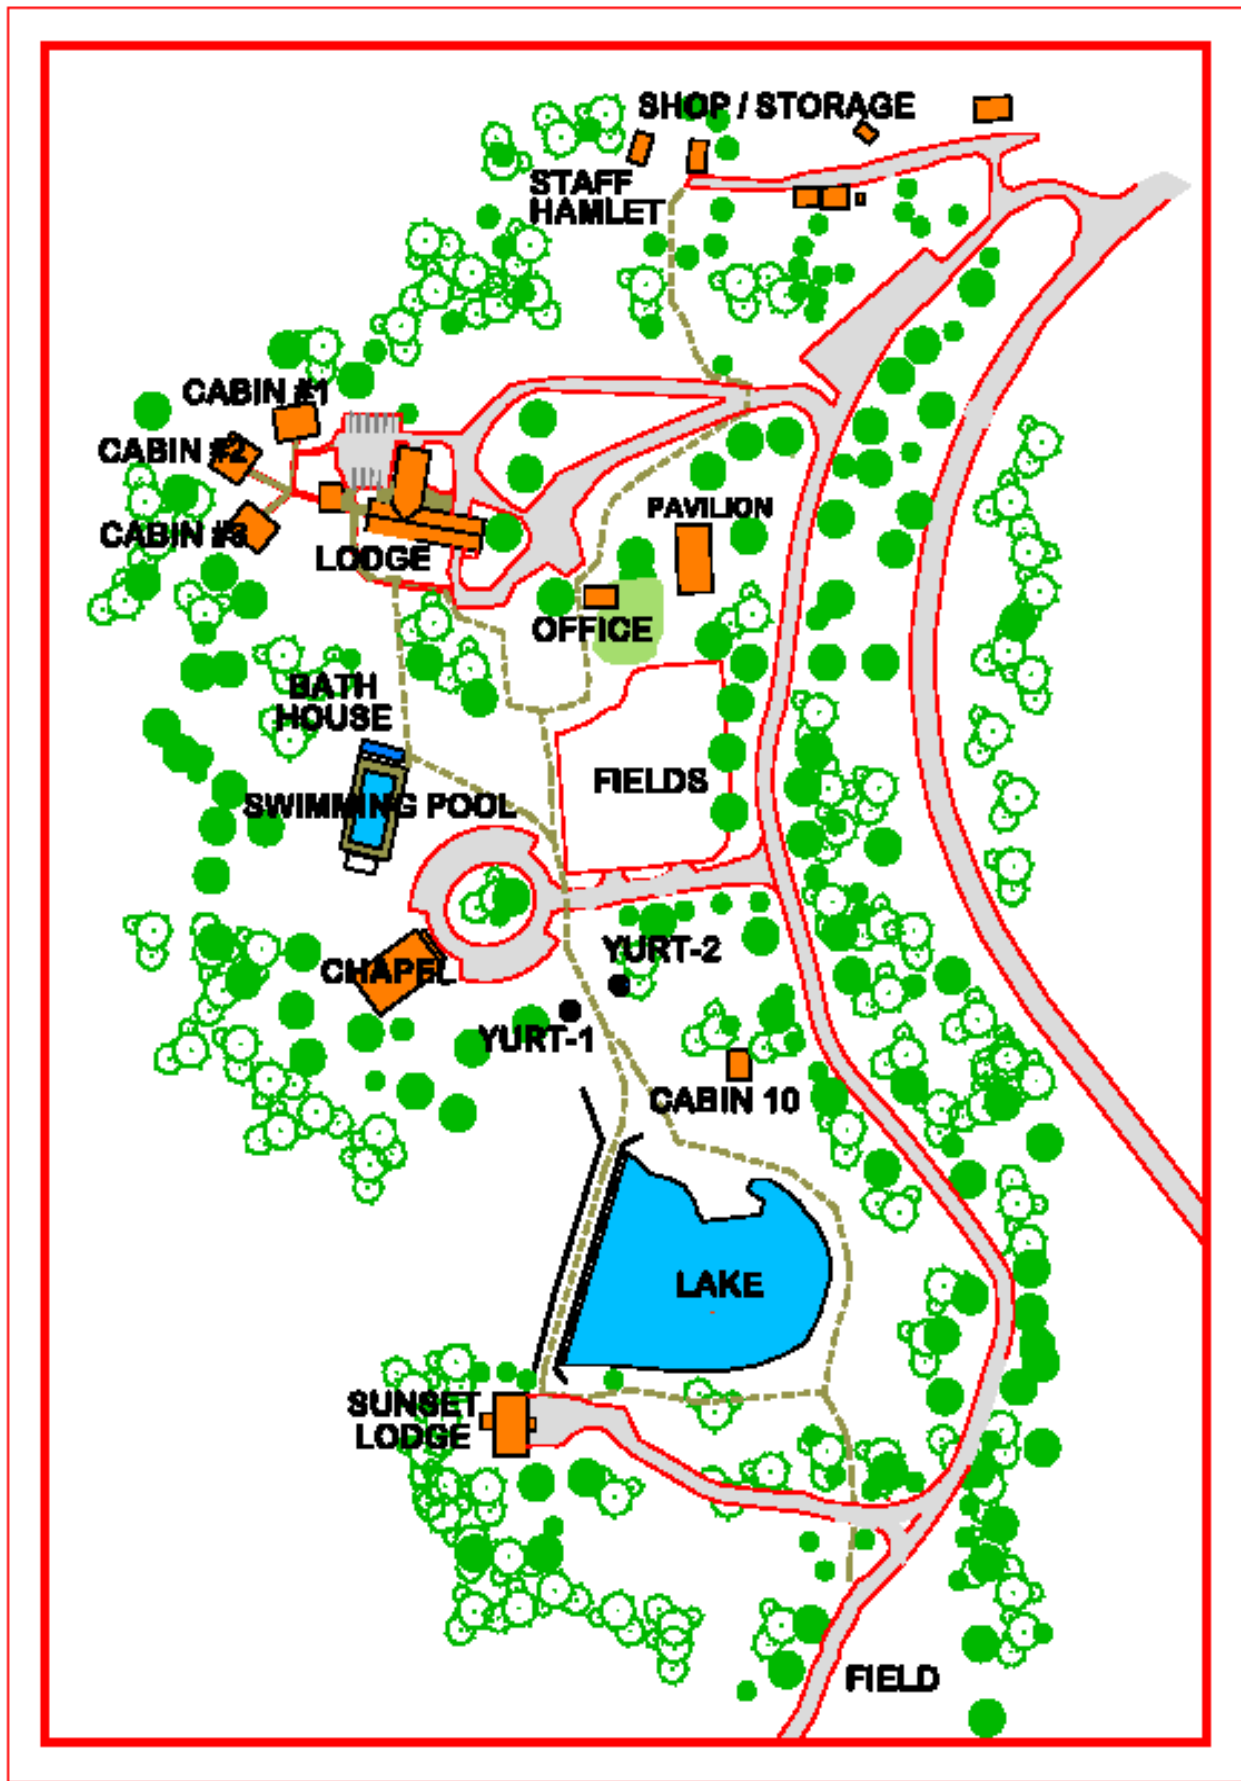 SHOP / STORAGE
STAFF
HAMLET
CABIN #1
CABIN #2
CABIN #3
LODGE
PAVILION
OFFICE
BATH
HOUSE
FIELDS
SWIMMING POOL
YURT-2
CHAPEL
YURT-1
CABIN 10
LAKE
SUNSET
LODGE
FIELD